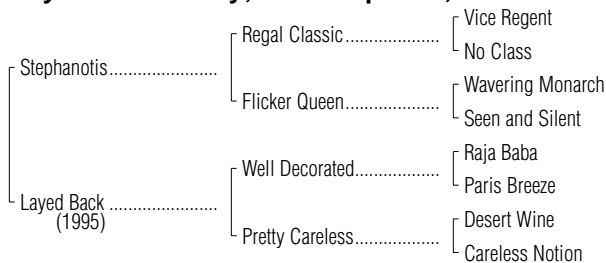 Vice Regent
Regal Classic...................
No Class
Stephanotis......................
Wavering Monarch
Flicker Queen...................
Seen and Silent
Raja Baba
Well Decorated.................
Paris Breeze
Layed Back ......................
(1995)
Desert Wine
Pretty Careless.................
Careless Notion